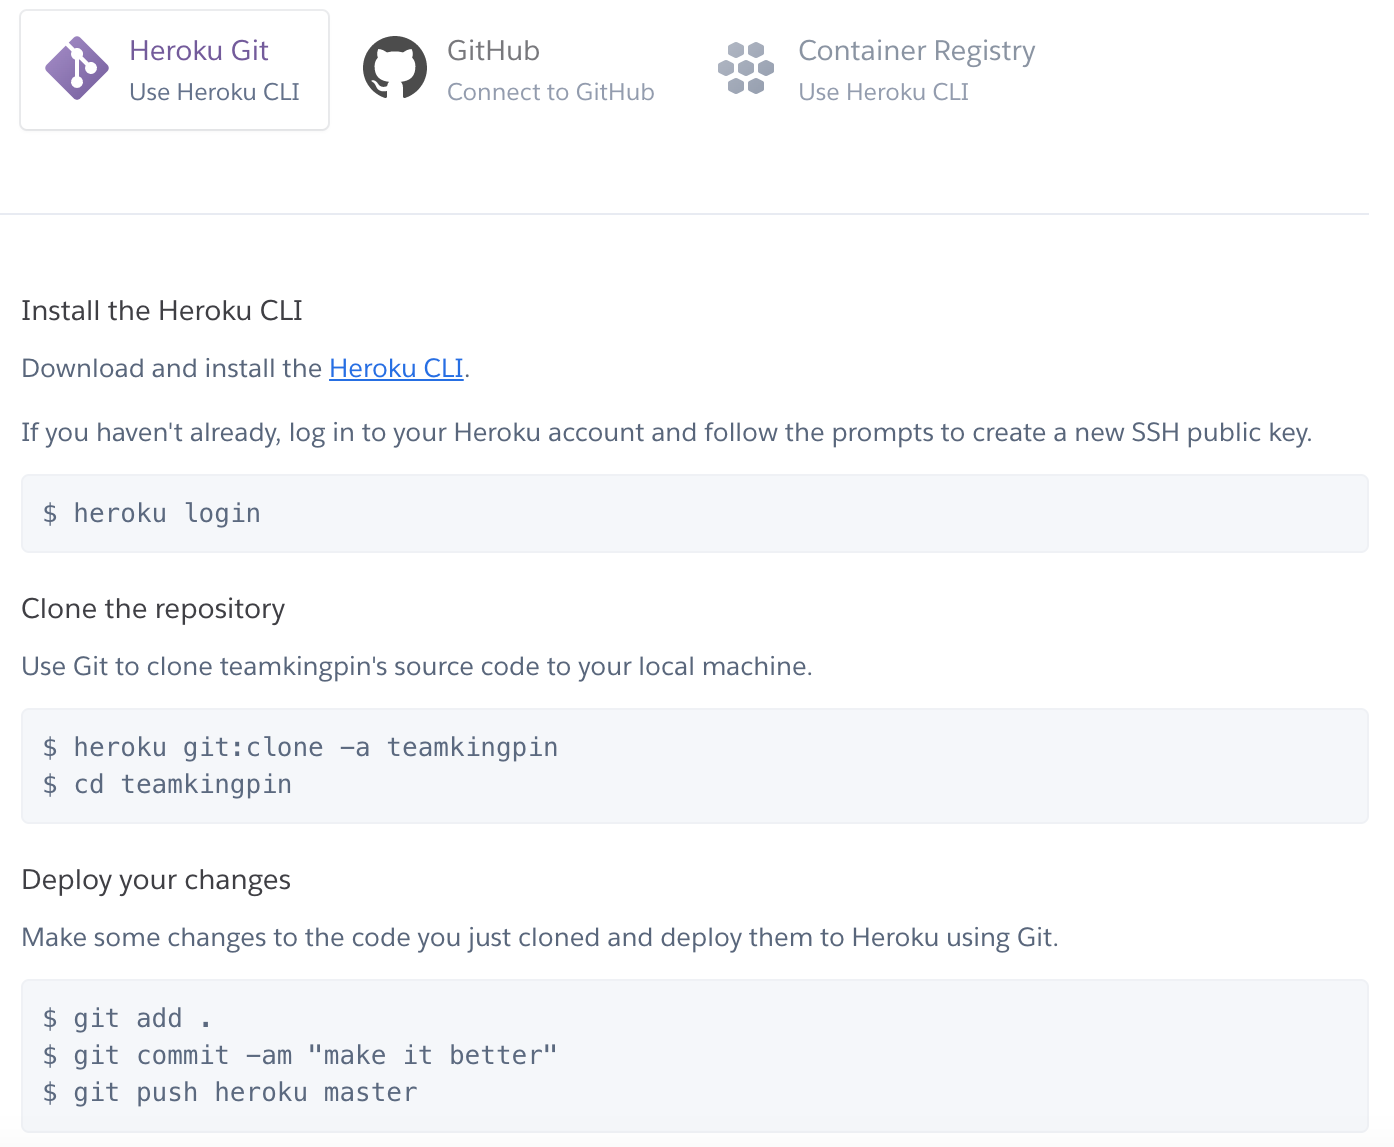 Heroku Git
Use Heroku CLI
GitHub
Connect to GitHub
Container Registry
Use Heroku CLI
Install the Heroku CLI
Download and install the Heroku CLI.
If you haven't already, log in to your Heroku account and follow the prompts to create a new SSH public key.
$ heroku login
Clone the repository
Use Git to clone teamkingpin's source code to your local machine.
$ heroku git:clone -a teamkingpin
$ cd teamkingpin
Deploy your changes
Make some changes to the code you just cloned and deploy them to Heroku using Git.
$ git add .
$ git commit -am "make it better"
$ git push heroku master